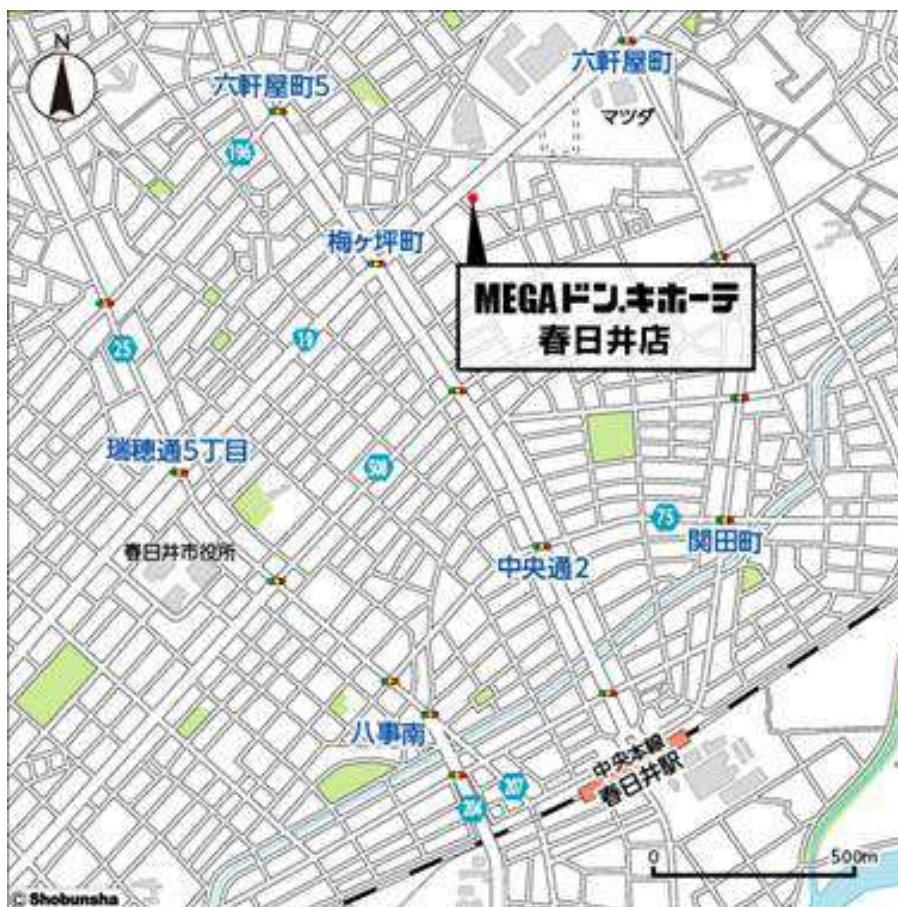 N
六軒屋町
六軒屋町5
マツダ
196
梅ヶ坪町
MEGAドン.キホーテ
春日井店
19
25
瑞穂通5丁目
508
75
関田町
春日井市役所
中央通2
八事南
中央本線
春日井駅
207
204
0 500m
© Shobunsha